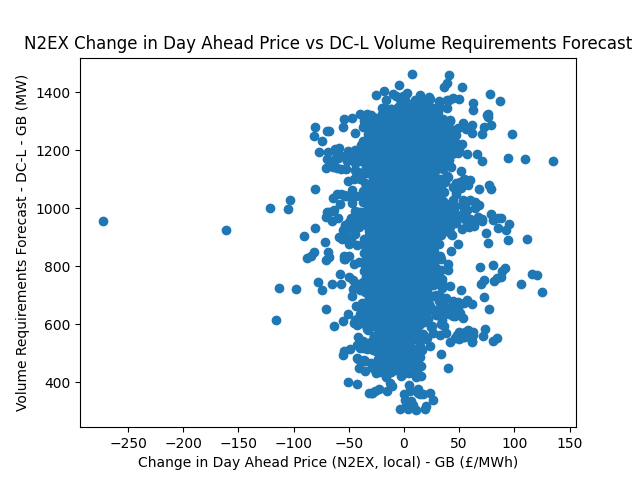 N2EX Change in Day Ahead Price vs DC-L Volume Requirements Forecast
Volume Requirements Forecast - DC-L - GB (MW)
1400
1200
1000
800
600
400
−250 −200 −150 −100 −50 0 50 100 150
Change in Day Ahead Price (N2EX, local) - GB (£/MWh)